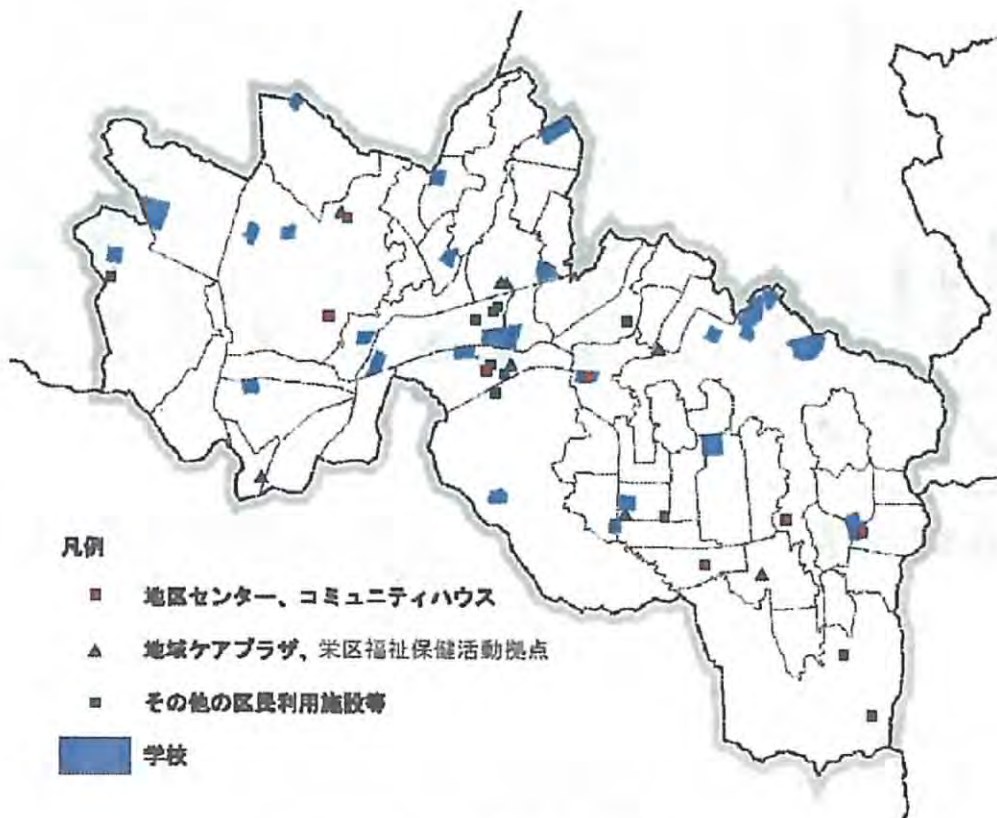 凡例
地区センター、コミュニティハウス
地域ケアプラザ、栄区福祉保健活動拠点
その他の区民利用施設等
学校